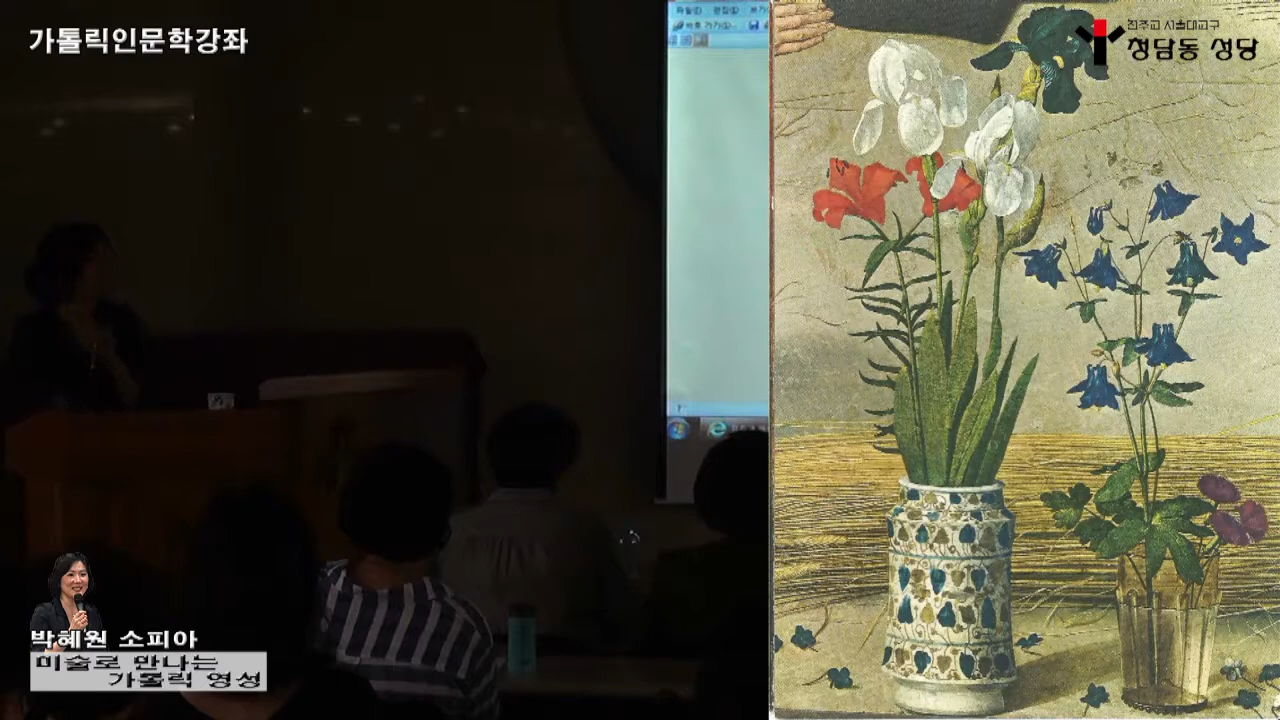 가톨릭인문학강좌
천주교 서울대교구
청담동 성당
박혜원 소피아
미술로 만나는
가톨릭 영성